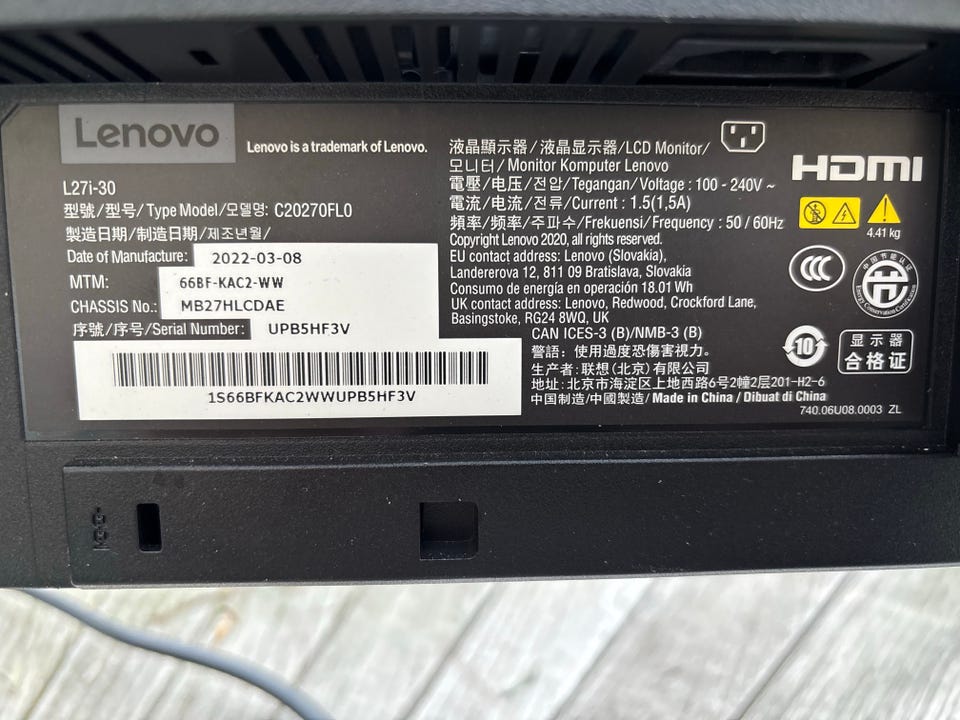 Lenovo
Lenovo is a trademark of Lenovo.
L27i-30
型號/型号/Type Model/모델명: C20270FL0
製造日期/制造日期/제조년월/
Date of Manufacture: 2022-03-08
MTM: 66BF-KAC2-WW
CHASSIS No.: MB27HLCDAE
序號/序号/Serial Number: UPB5HF3V
1S66BFKAC2WWUPB5HF3V
液晶顯示器/液晶显示器/LCD Monitor/
모니터/Monitor Komputer Lenovo
電壓/电压/전압/Tegangan/Voltage : 100 - 240V ~
電流/电流/전류/Current : 1.5(1,5A)
頻率/频率/주파수/Frekuensi/Frequency : 50 / 60Hz
Copyright Lenovo 2020, all rights reserved.
EU contact address: Lenovo (Slovakia),
Landererova 12, 811 09 Bratislava, Slovakia
Consumo de energía en operación 18.01 Wh
UK contact address: Lenovo, Redwood, Crockford Lane,
Basingstoke, RG24 8WQ, UK
CAN ICES-3 (B)/NMB-3 (B)
警語：使用過度恐傷害視力。
生产者：联想(北京)有限公司
地址：北京市海淀区上地西路6号2幢2层201-H2-6
中国制造/中國製造/Made in China / Dibuat di China
HDMI
4.41 kg
CCC
中国节能
Energy Conservation Certification
10
显示器
合格证
740.06U08.0003 ZL